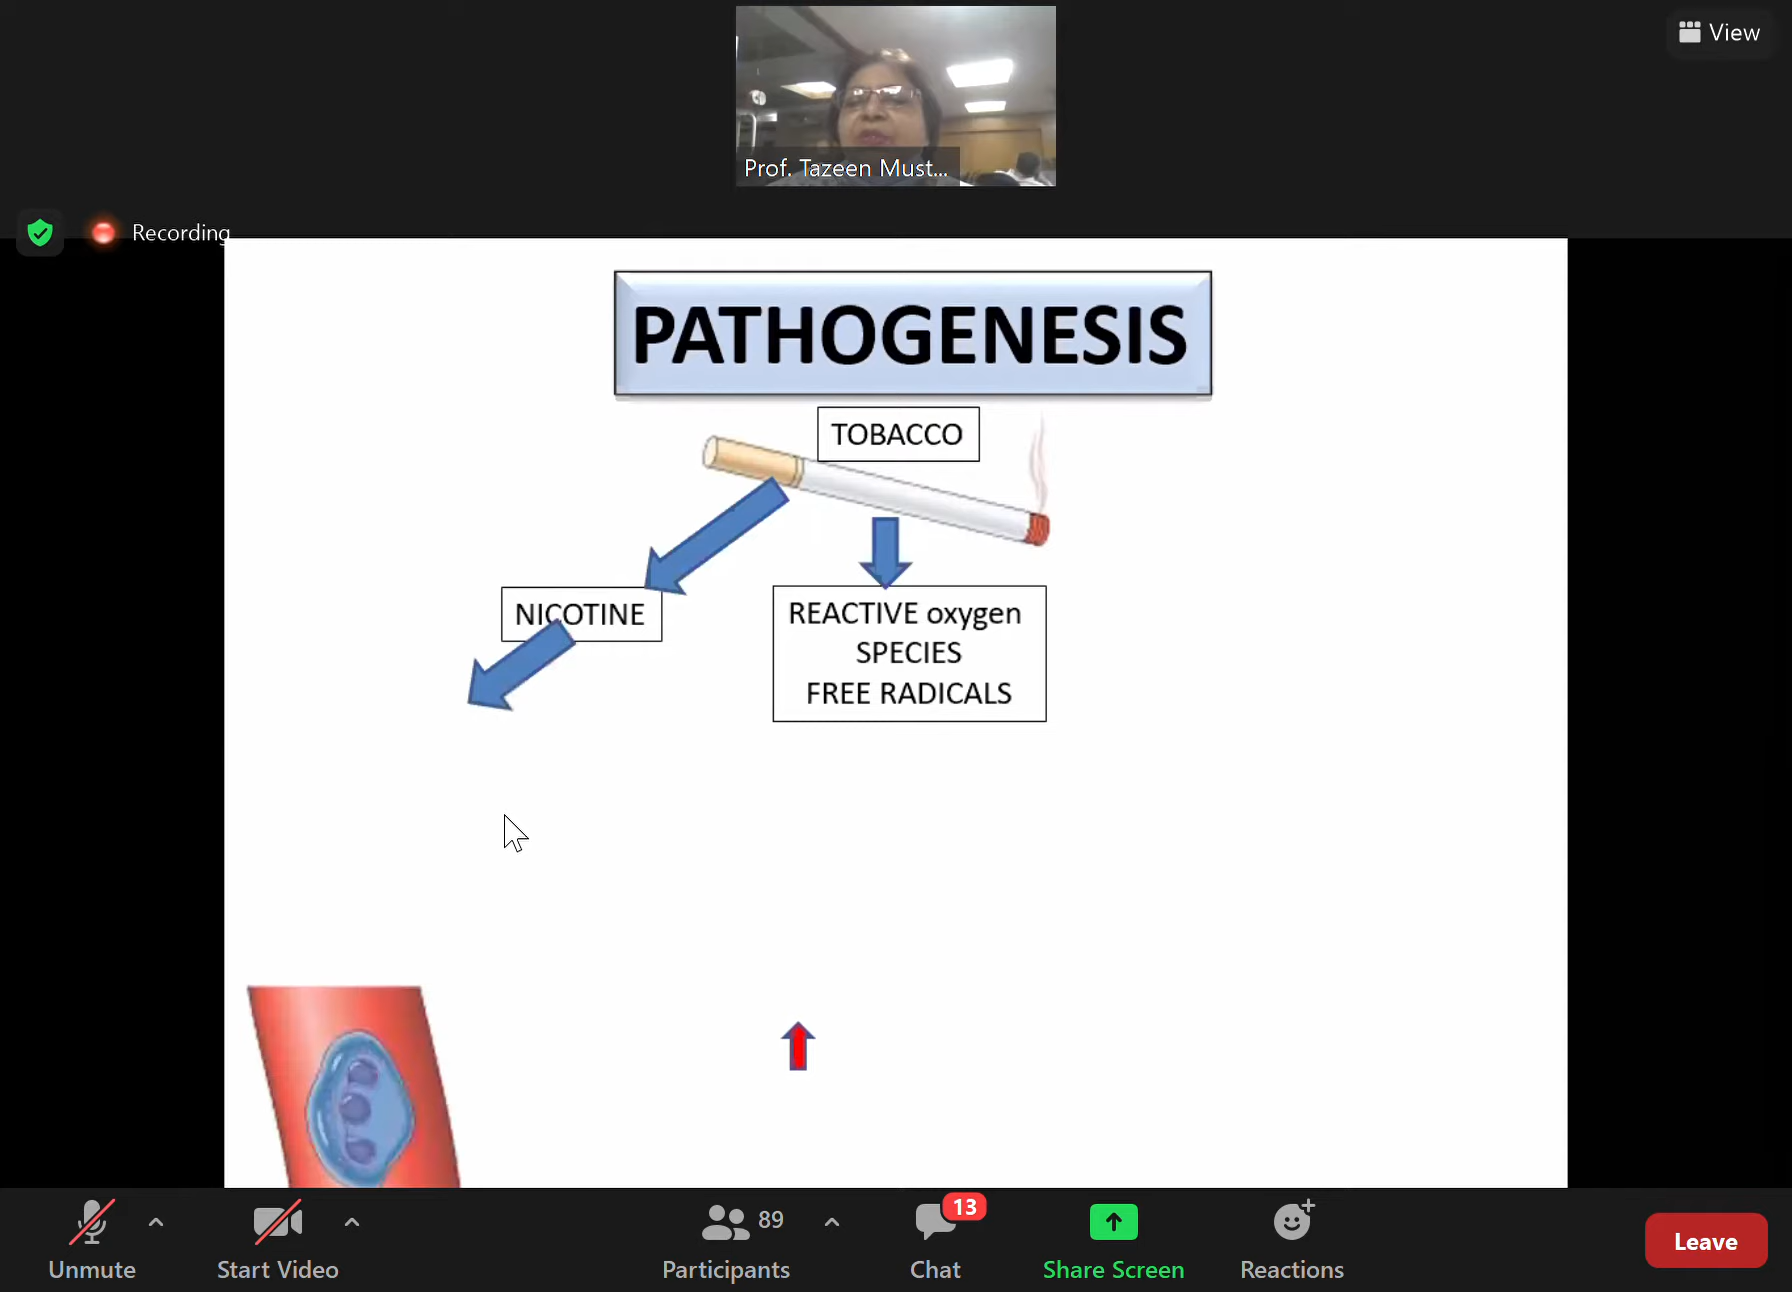 View
Prof. Tazeen Must...
Recording
PATHOGENESIS
TOBACCO
NICOTINE
REACTIVE oxygen
SPECIES
FREE RADICALS
Unmute
Start Video
89
Participants
13
Chat
Share Screen
Reactions
Leave